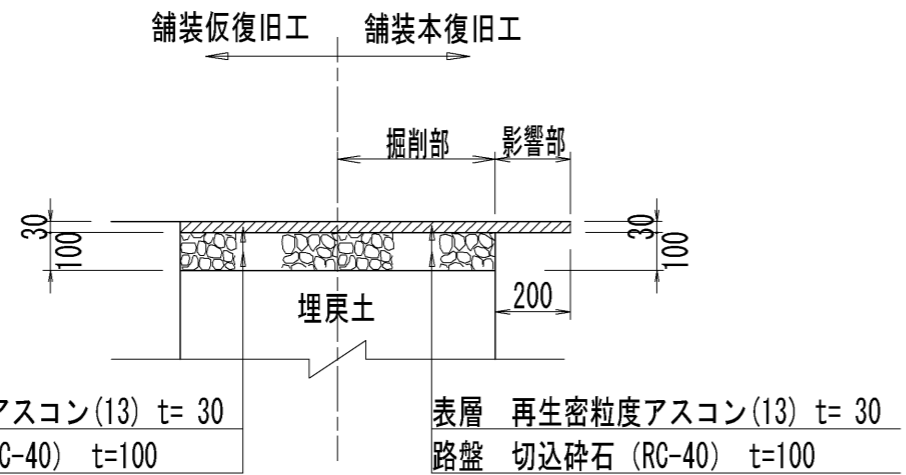 舗装仮復旧工 舗装本復旧工
掘削部 影響部
30 30
100 100
200
埋戻土
アスコン(13) t= 30 表層 再生密粒度アスコン(13) t= 30
C-40) t=100 路盤 切込砕石 (RC-40) t=100